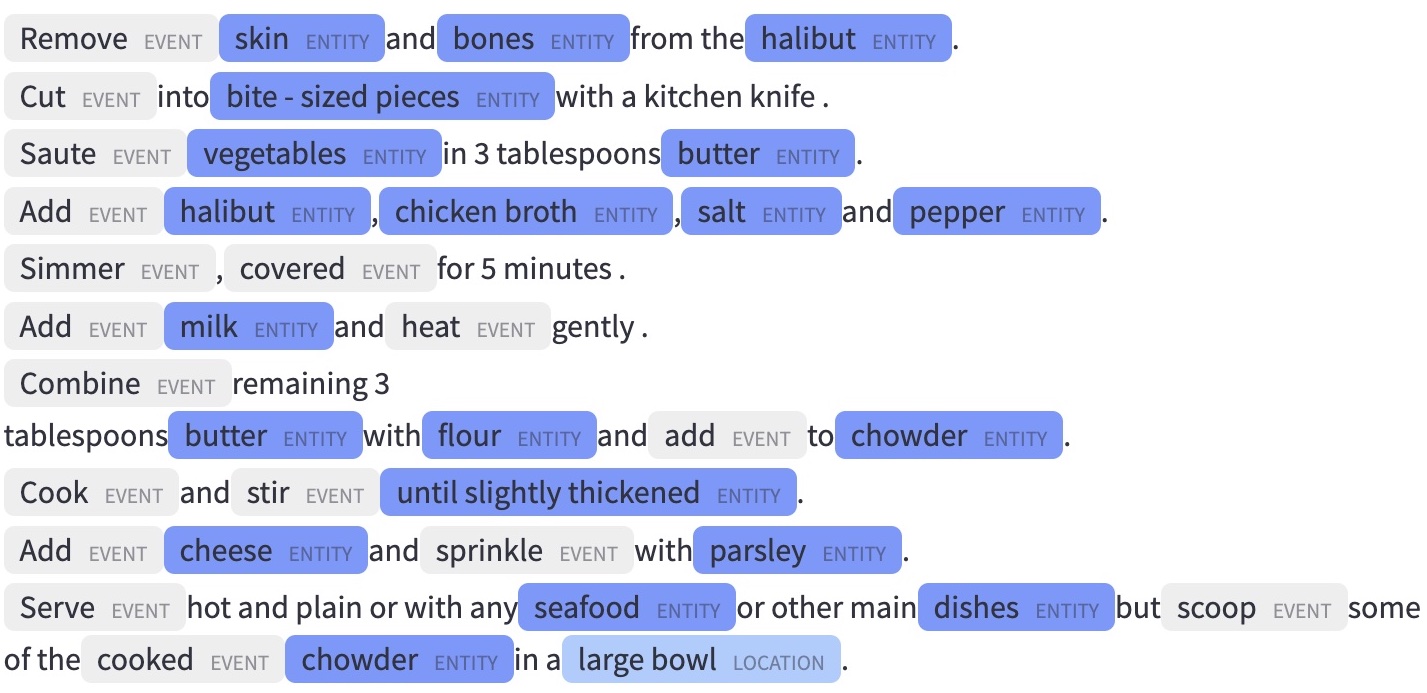 Remove EVENT skin ENTITY and bones ENTITY from the halibut ENTITY .
Cut EVENT into bite - sized pieces ENTITY with a kitchen knife .
Saute EVENT vegetables ENTITY in 3 tablespoons butter ENTITY .
Add EVENT halibut ENTITY , chicken broth ENTITY , salt ENTITY and pepper ENTITY .
Simmer EVENT , covered EVENT for 5 minutes .
Add EVENT milk ENTITY and heat EVENT gently .
Combine EVENT remaining 3
tablespoons butter ENTITY with flour ENTITY and add EVENT to chowder ENTITY .
Cook EVENT and stir EVENT until slightly thickened ENTITY .
Add EVENT cheese ENTITY and sprinkle EVENT with parsley ENTITY .
Serve EVENT hot and plain or with any seafood ENTITY or other main dishes ENTITY but scoop EVENT some
of the cooked EVENT chowder ENTITY in a large bowl LOCATION .